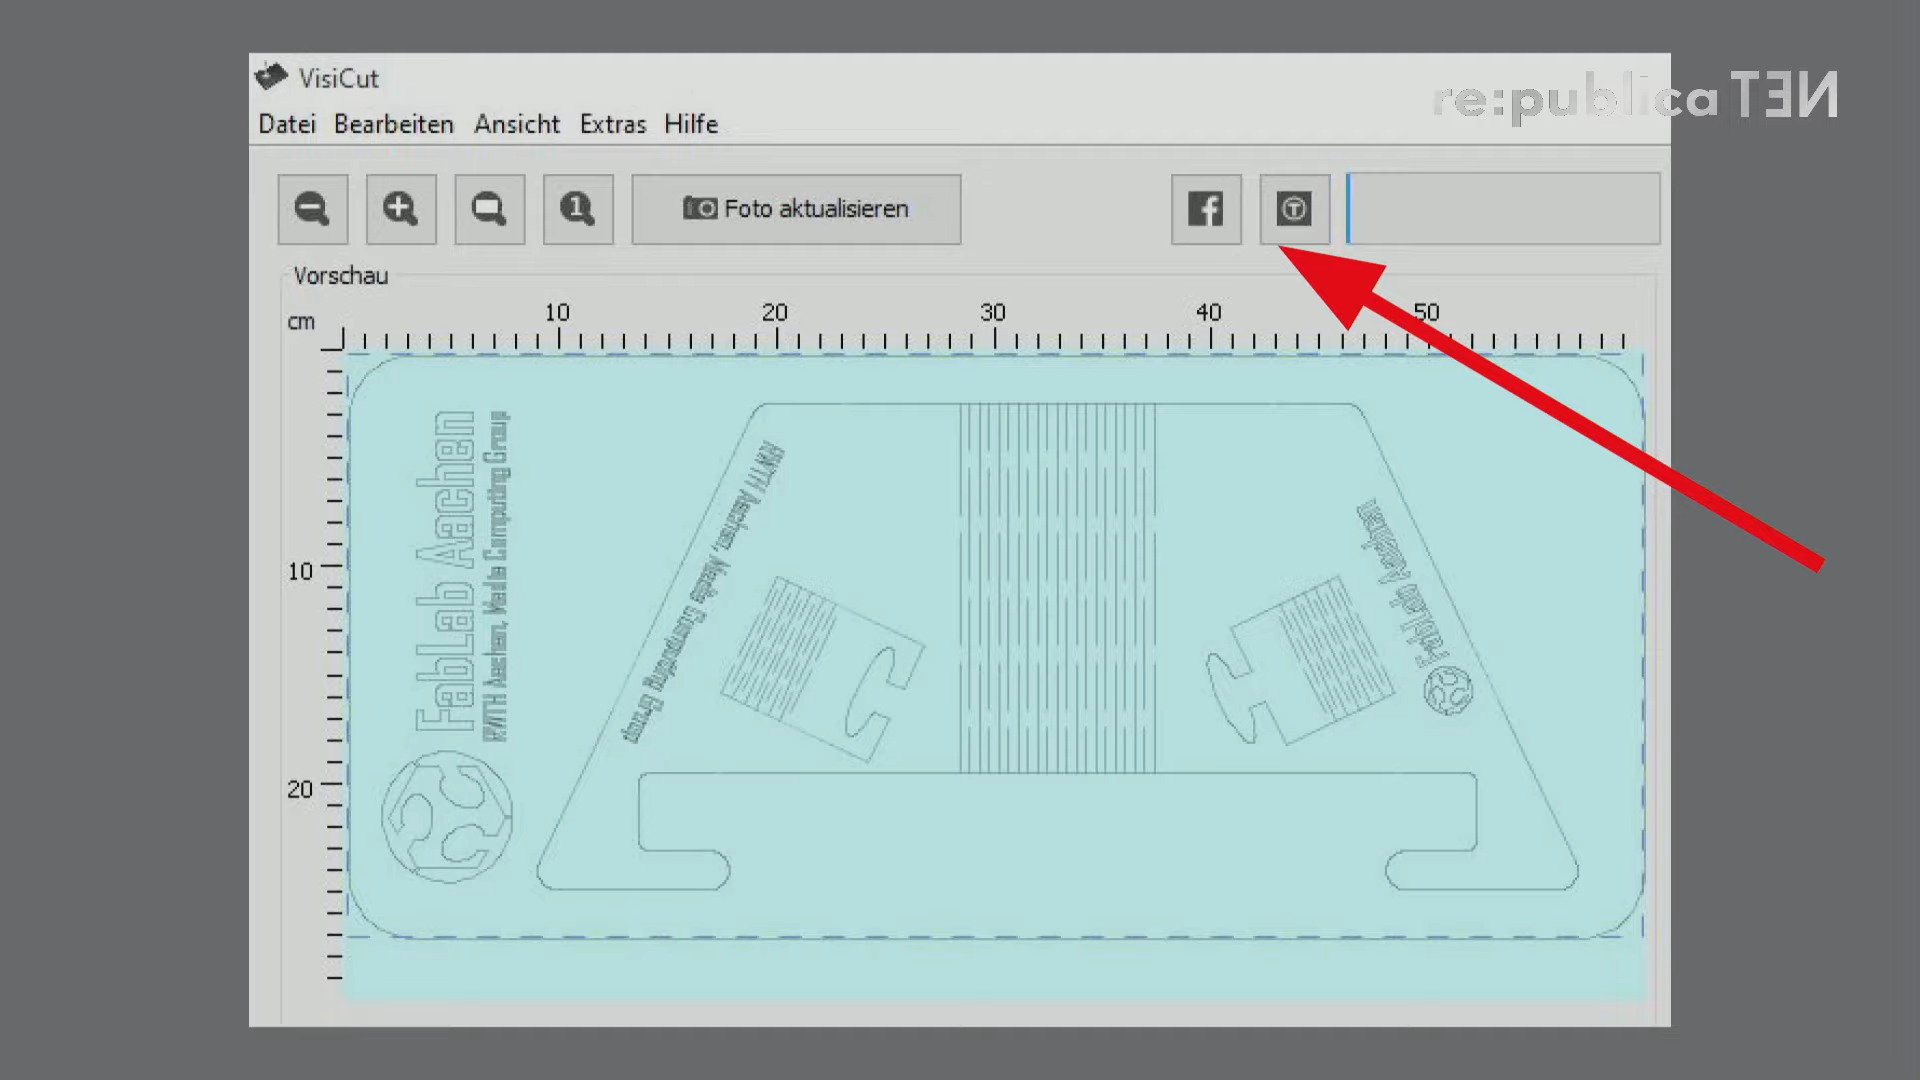 VisiCut
re:publica TEN
Datei Bearbeiten Ansicht Extras Hilfe
1 Foto aktualisieren f T
Vorschau
cm
10 20 30 40 50
10
20
FabLab Aachen
RWTH Aachen, Media Computing Group
RWTH Aachen, Media Computing Group
FabLab Aachen